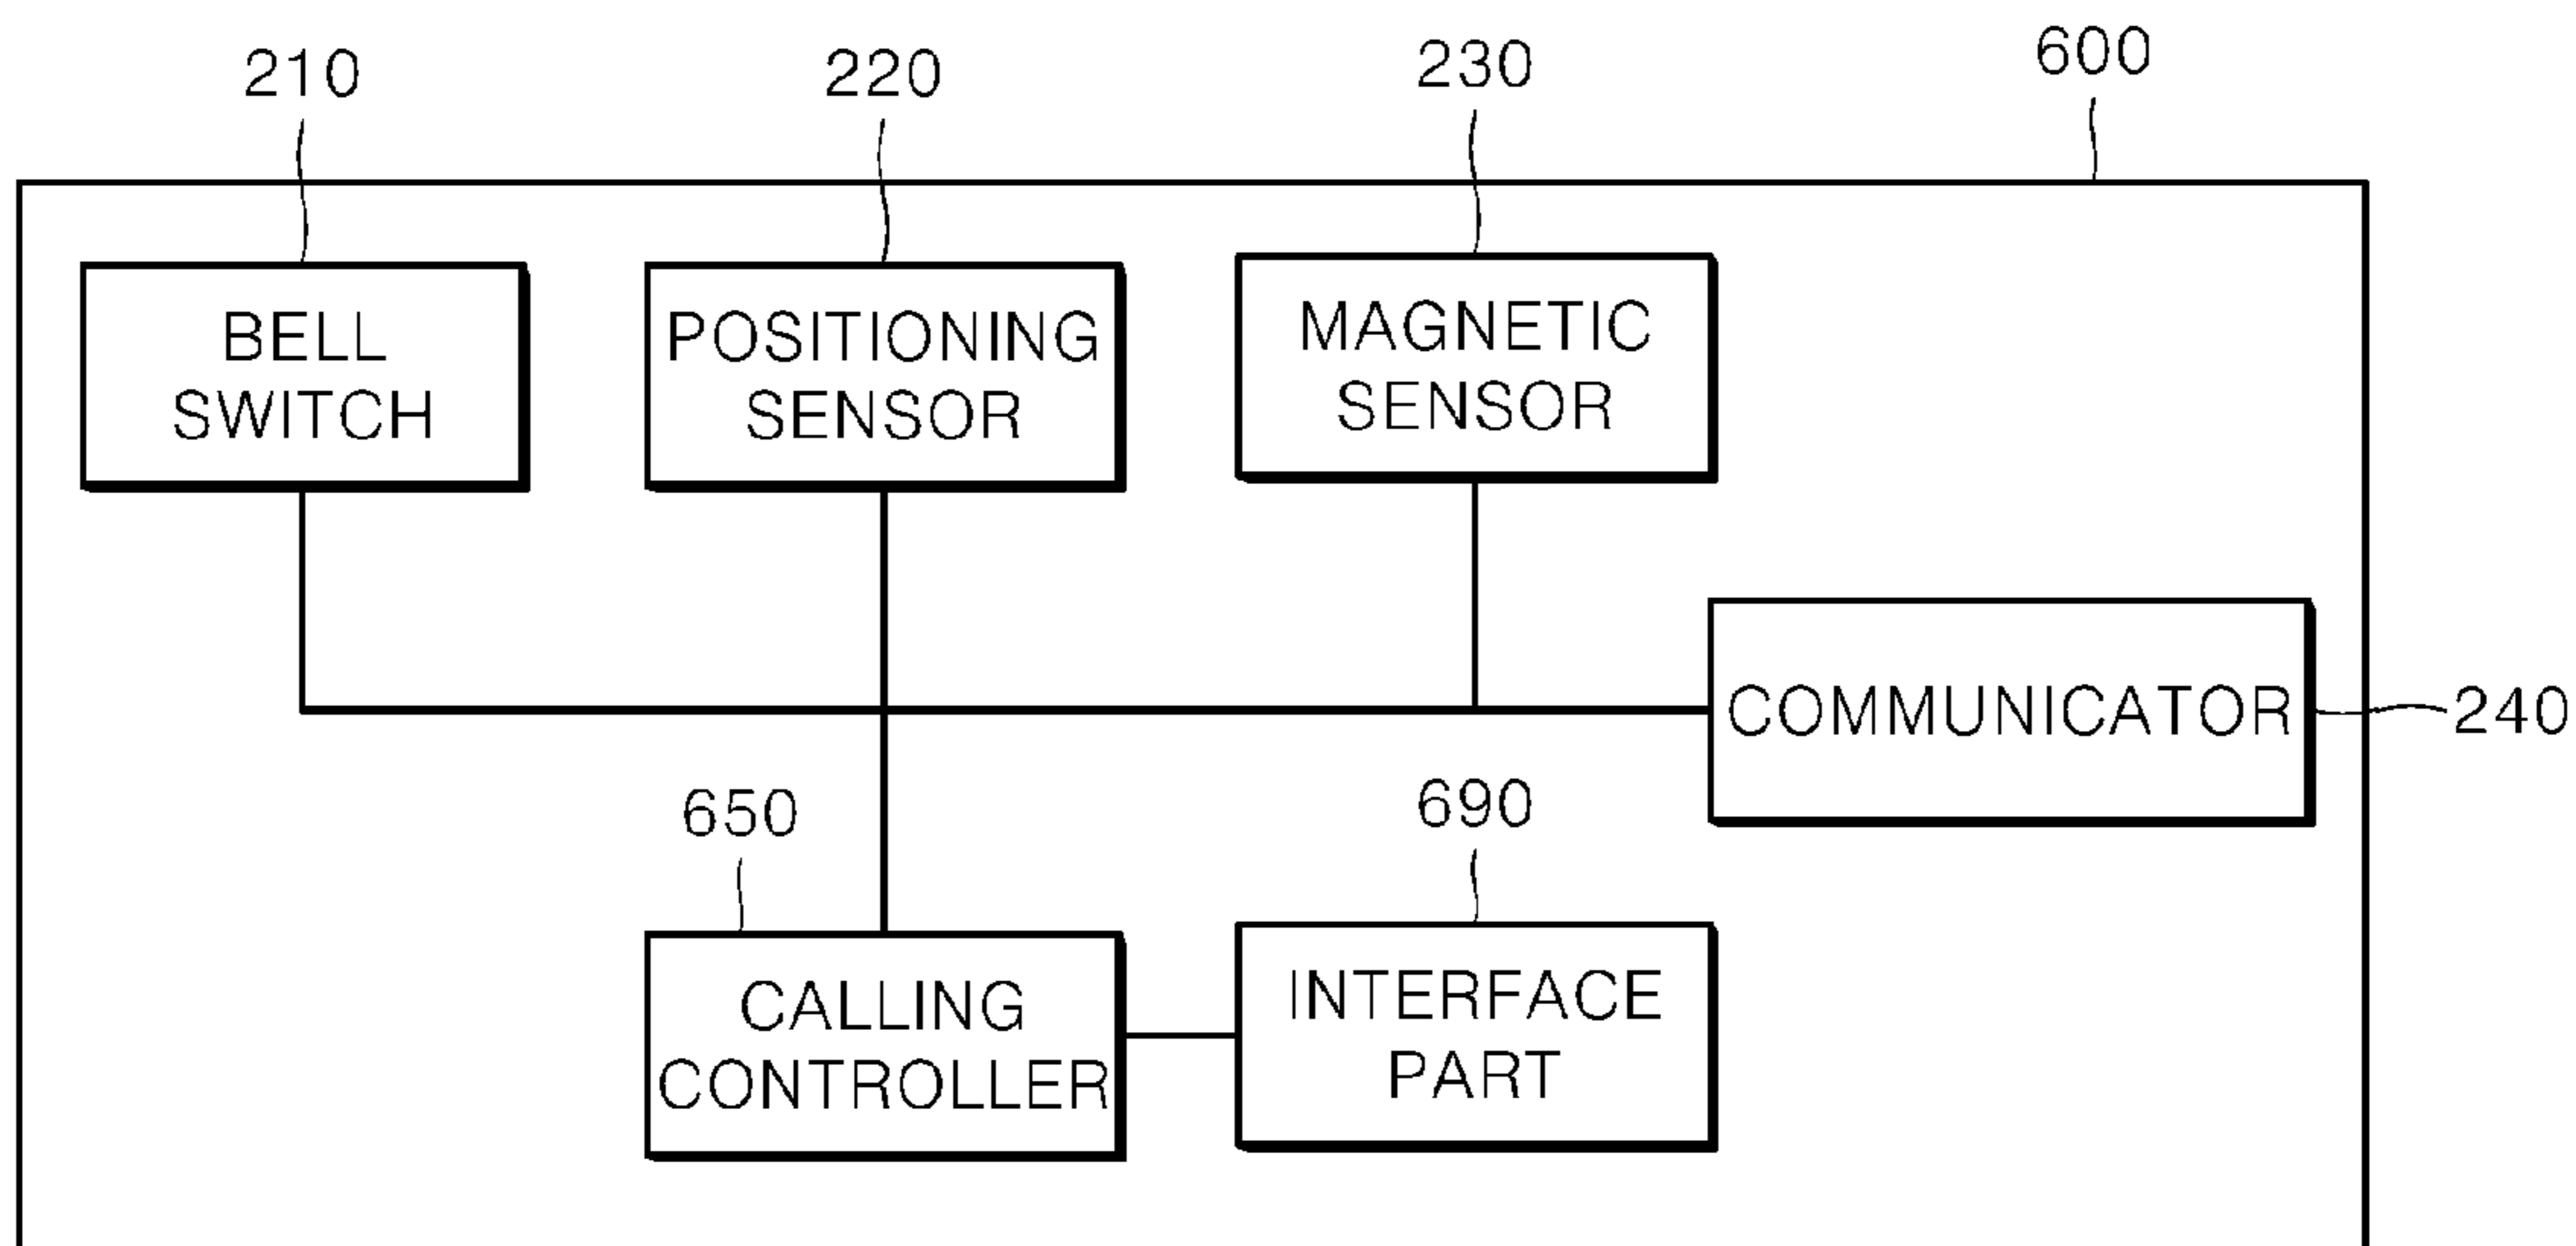 600
210
220
230
BELL
SWITCH
POSITIONING
SENSOR
MAGNETIC
SENSOR
COMMUNICATOR
240
650
690
CALLING
CONTROLLER
INTERFACE
PART